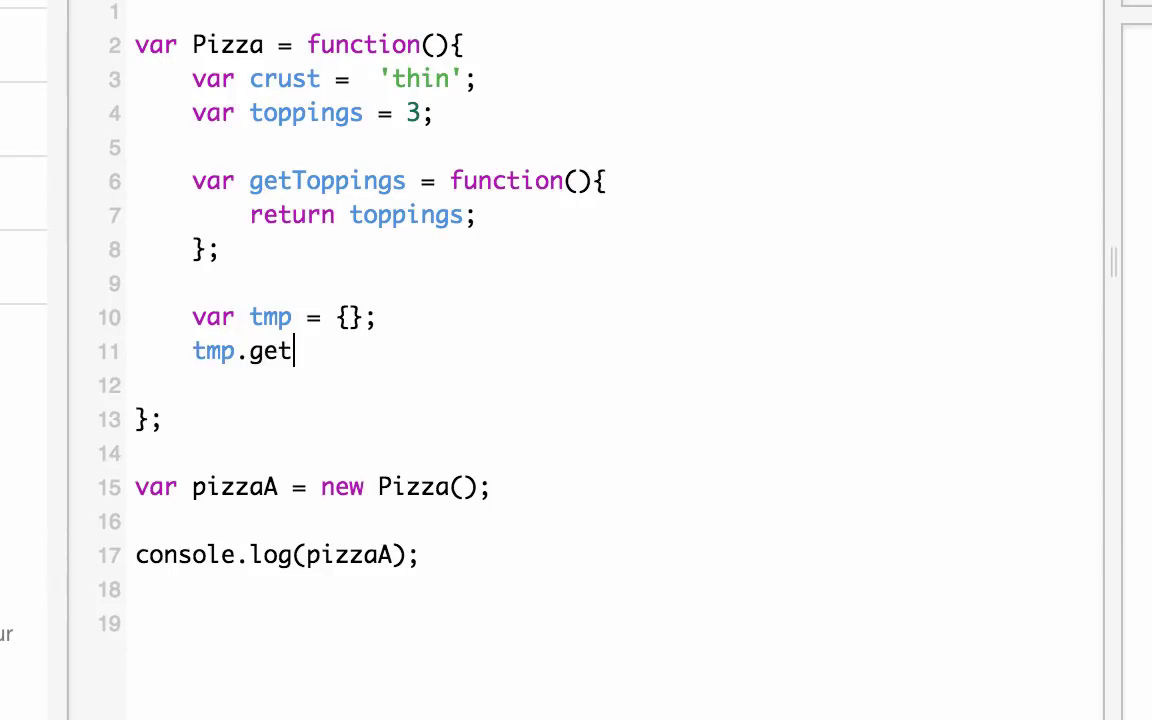 1
2 var Pizza = function(){
3     var crust =  'thin';
4     var toppings = 3;
5
6     var getToppings = function(){
7         return toppings;
8     };
9
10     var tmp = {};
11     tmp.get
12
13 };
14
15 var pizzaA = new Pizza();
16
17 console.log(pizzaA);
18
19
ur